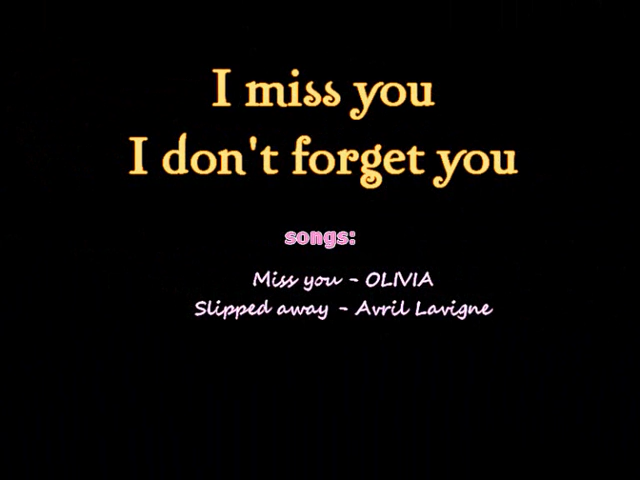 I miss you
I don't forget you
songs:
Miss you - OLIVIA
Slipped away - Avril Lavigne